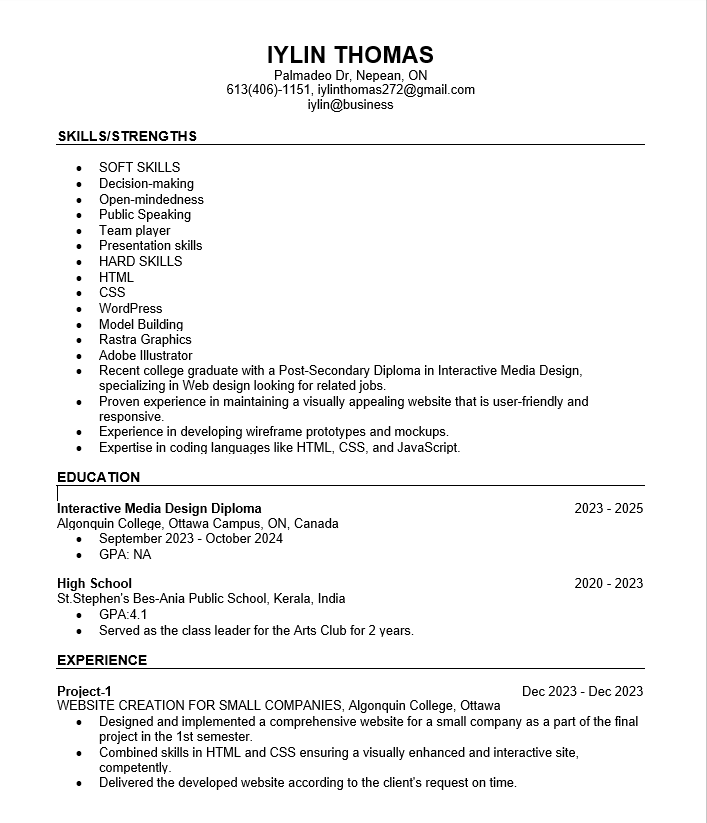 IYLIN THOMAS
Palmadeo Dr, Nepean, ON
613(406)-1151, iylinthomas272@gmail.com
iylin@business
SKILLS/STRENGTHS
• SOFT SKILLS
• Decision-making
• Open-mindedness
• Public Speaking
• Team player
• Presentation skills
• HARD SKILLS
• HTML
• CSS
• WordPress
• Model Building
• Rastra Graphics
• Adobe Illustrator
• Recent college graduate with a Post-Secondary Diploma in Interactive Media Design,
specializing in Web design looking for related jobs.
• Proven experience in maintaining a visually appealing website that is user-friendly and
responsive.
• Experience in developing wireframe prototypes and mockups.
• Expertise in coding languages like HTML, CSS, and JavaScript.
EDUCATION
Interactive Media Design Diploma 2023 - 2025
Algonquin College, Ottawa Campus, ON, Canada
• September 2023 - October 2024
• GPA: NA
High School 2020 - 2023
St.Stephen's Bes-Ania Public School, Kerala, India
• GPA:4.1
• Served as the class leader for the Arts Club for 2 years.
EXPERIENCE
Project-1 Dec 2023 - Dec 2023
WEBSITE CREATION FOR SMALL COMPANIES, Algonquin College, Ottawa
• Designed and implemented a comprehensive website for a small company as a part of the final
project in the 1st semester.
• Combined skills in HTML and CSS ensuring a visually enhanced and interactive site,
competently.
• Delivered the developed website according to the client's request on time.